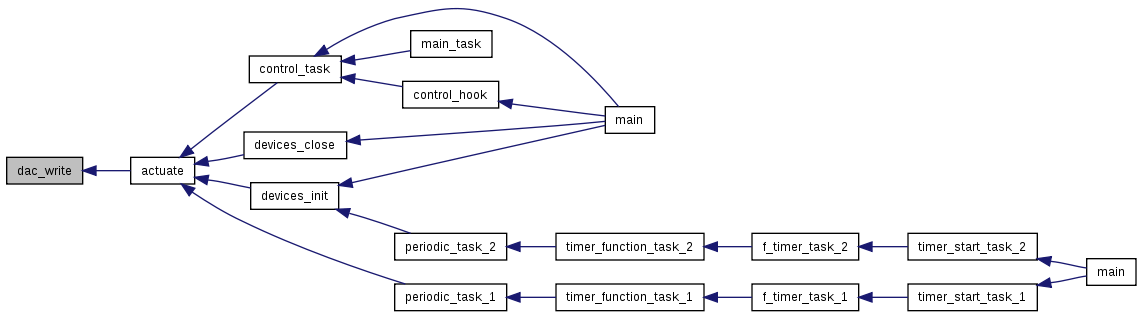 main_task
control_task
control_hook
main
devices_close
dac_write
actuate
devices_init
periodic_task_2
timer_function_task_2
f_timer_task_2
timer_start_task_2
main
periodic_task_1
timer_function_task_1
f_timer_task_1
timer_start_task_1